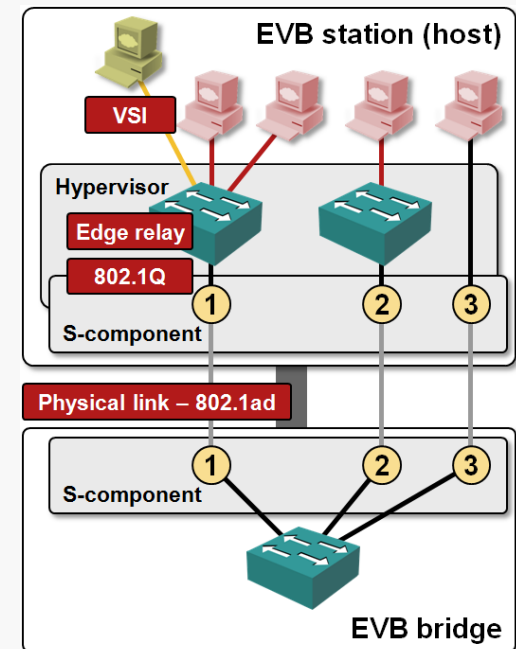 EVB station (host)
VSI
Hypervisor
Edge relay
802.1Q
1
2
3
S-component
Physical link – 802.1ad
1
2
3
S-component
EVB bridge